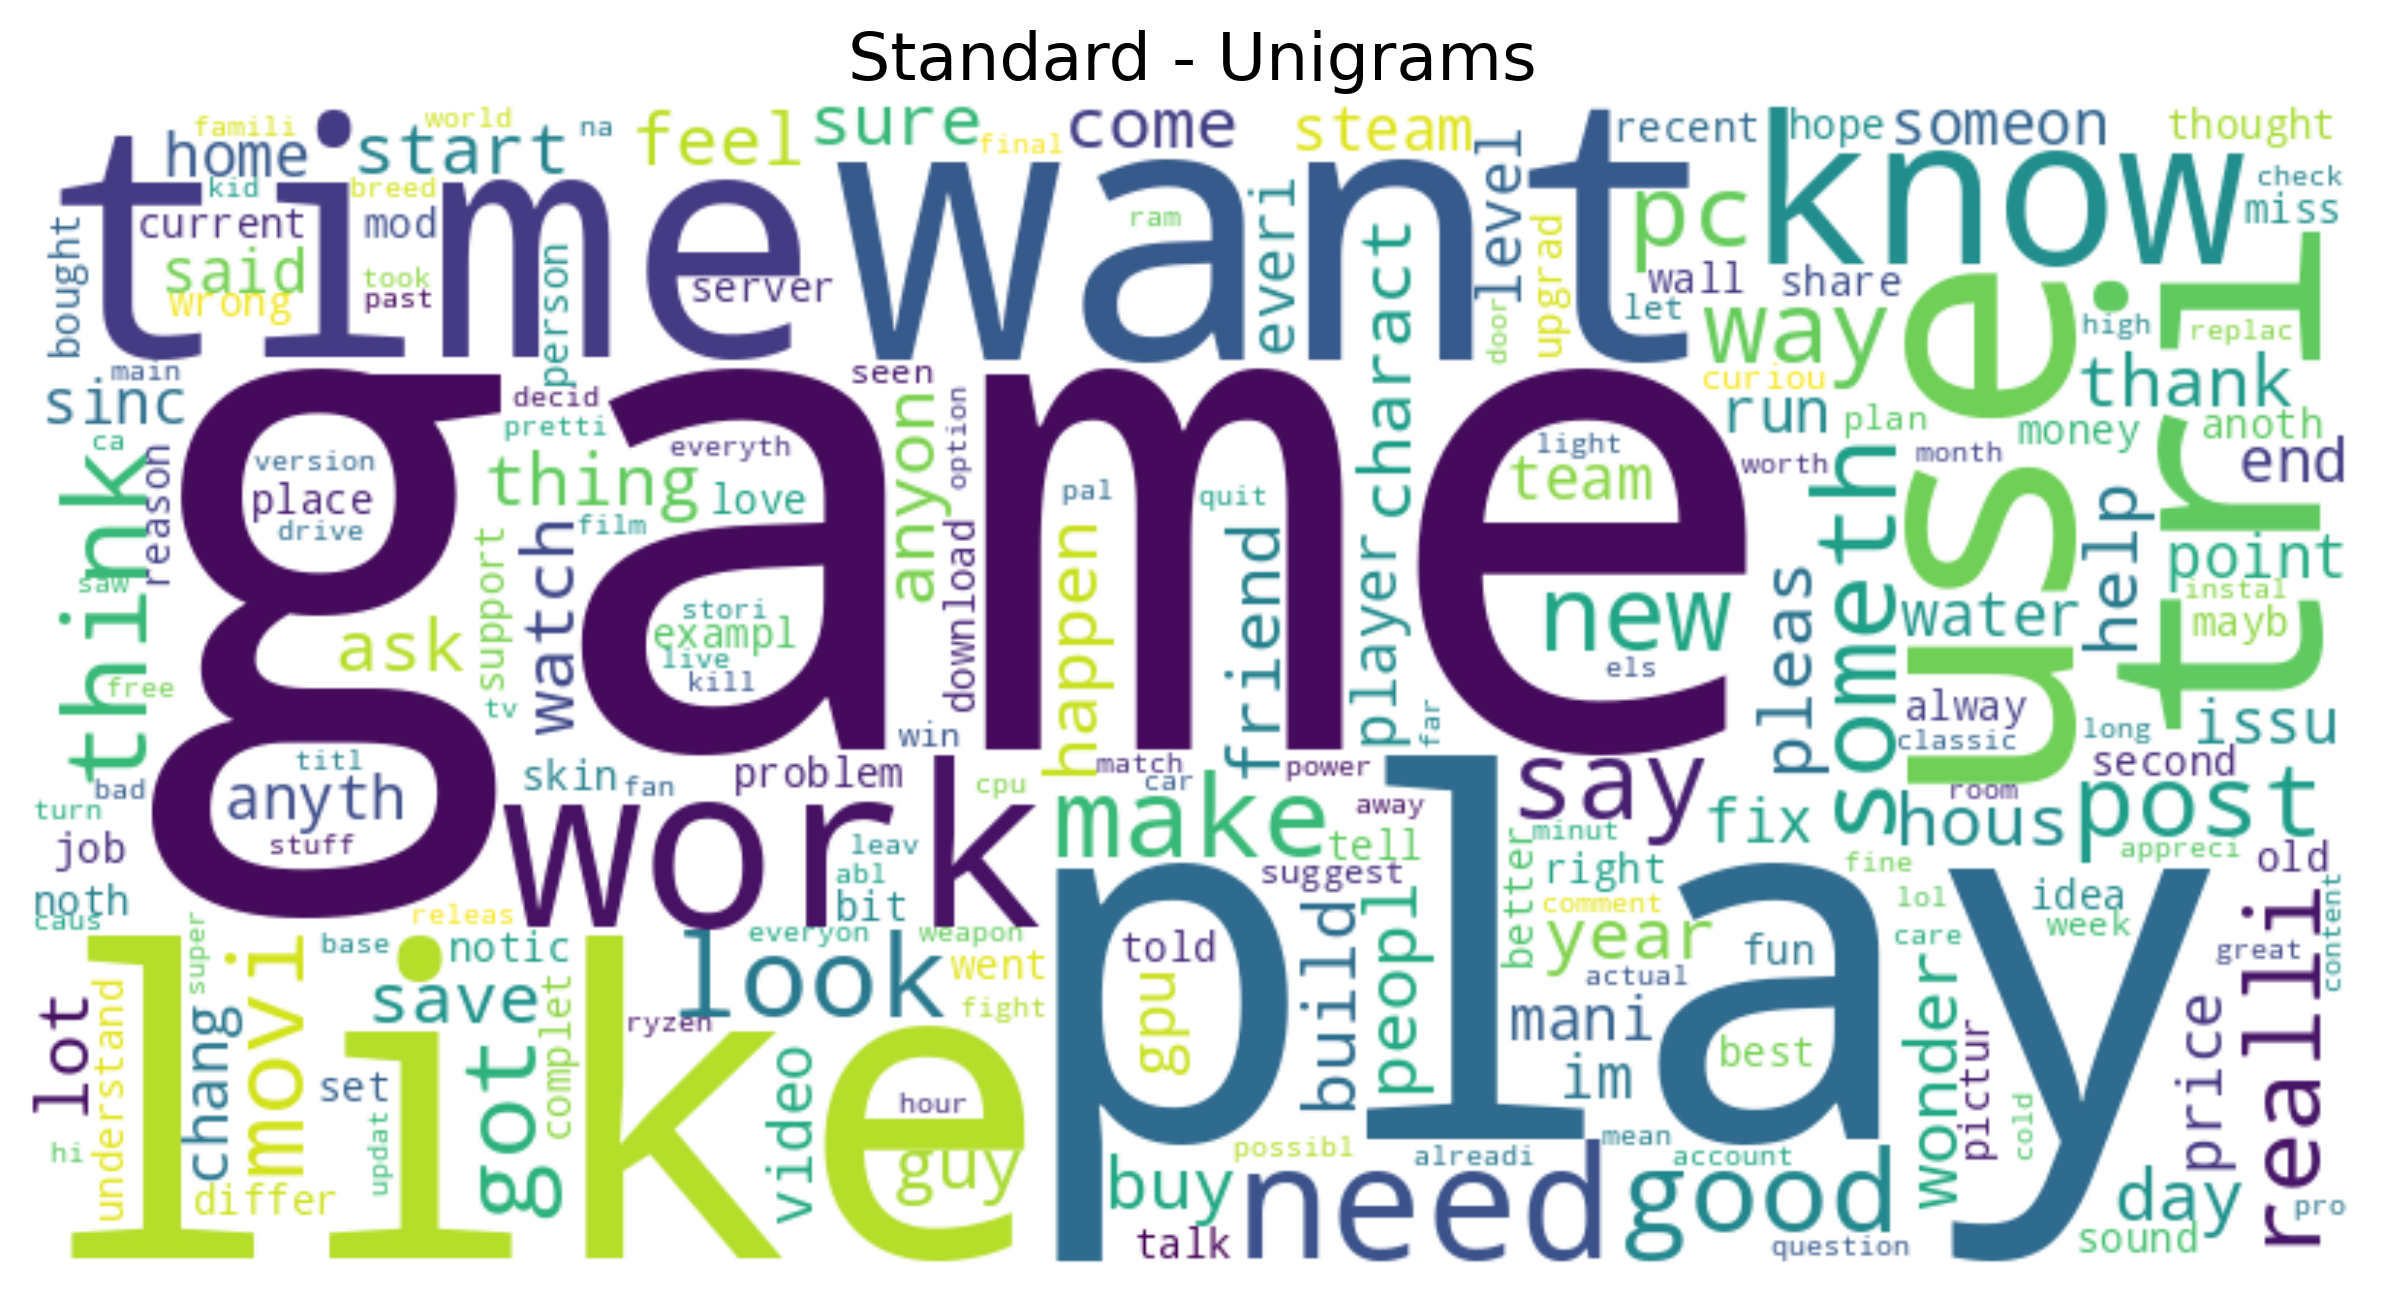 Standard - Unigrams
famili
world
na
feel
sure
final
come
steam
recent
hope
someon
thought
home
start
time
want
know
kid
breed
check
miss
current
mod
ram
pc
bought
said
wrong
took
past
person
server
everi
level
upgrad
door
wall
share
let
way
high
replac
use
tri
main
sinc
decid
seen
charact
curiou
thank
ca
pretti
everyth
anyon
option
light
run
plan
money
anoth
think
reason
version
place
drive
thing
love
film
pal
quit
team
worth
month
end
game
saw
support
watch
download
happen
friend
player
new
els
pleas
someth
water
help
point
instal
mayb
ask
stori
exampl
live
kill
free
tv
win
far
alway
classic
long
issu
titl
anyth
stuff
bad
turn
job
skin
fan
problem
cpu
match
car
power
say
second
room
hous
post
work
make
away
tell
fix
minut
appreci
old
noth
caus
leav
abl
bit
suggest
better
right
comment
fine
lol
idea
week
releas
super
base
notic
look
everyon
weapon
went
told
build
peopl
year
fun
care
great
content
lot
understand
chang
movi
save
complet
ryzen
fight
gpu
actual
mani
im
best
wonder
pictur
price
realli
set
updat
got
video
hour
play
cold
hi
differ
like
guy
buy
possibl
alreadi
mean
account
talk
need
good
question
day
sound
pro